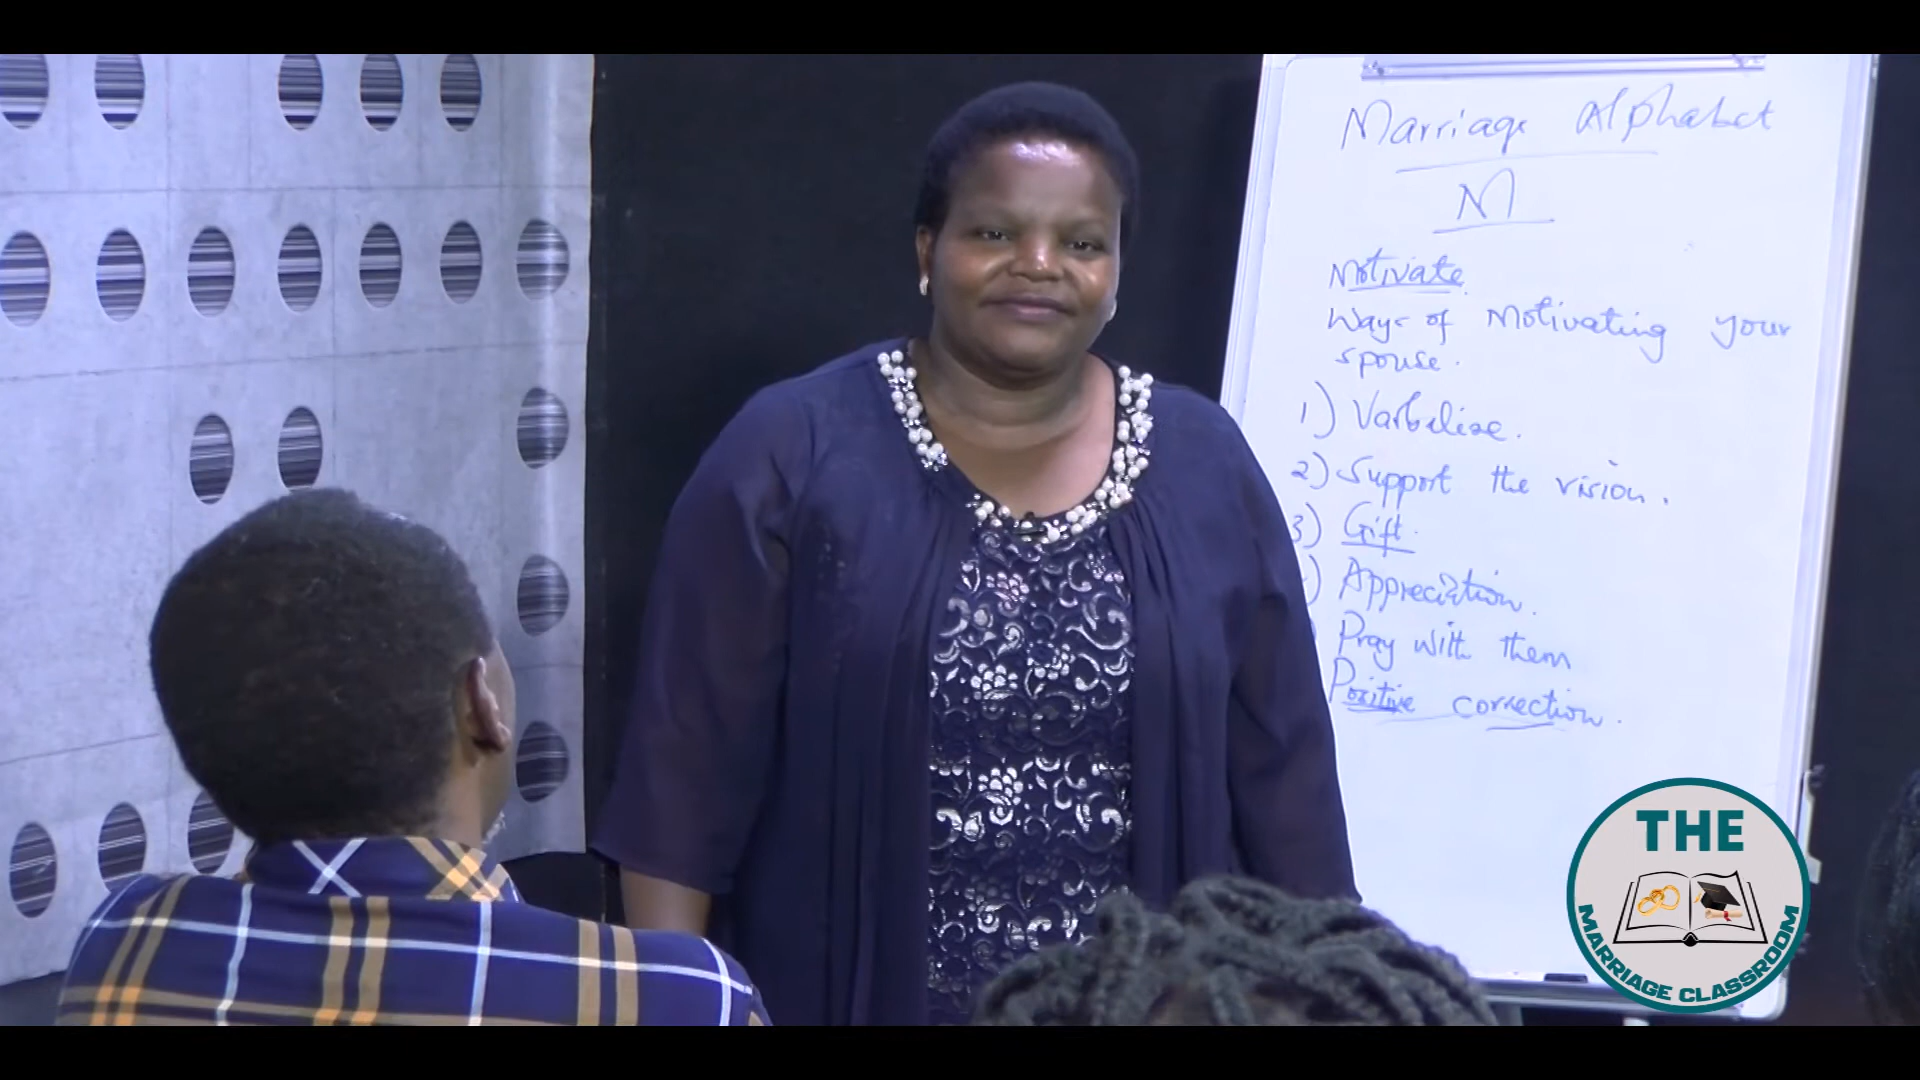 Marriage Alphabet
M
Motivate
Ways of Motivating your
spouse.
1) Varbalise.
2) Support the vision.
3) Gift.
) Appreciation.
Pray with them
Positive correction.
THE
MARRIAGE CLASSROOM